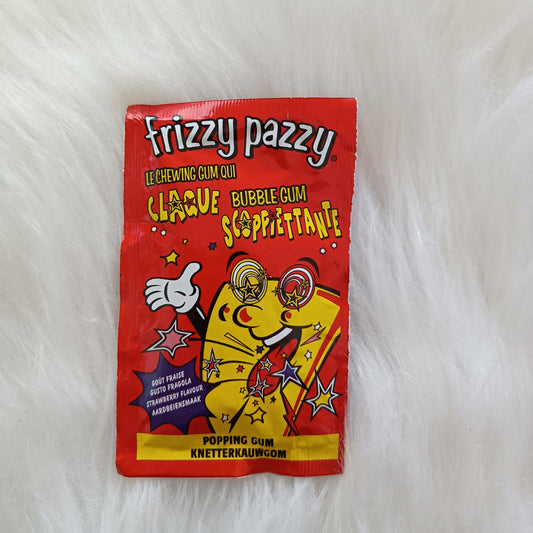 frizzy pazzy®
LE CHEWING GUM QUI
CLAQUE
BUBBLE GUM
SCOPPIETTANTE
GOÛT FRAISE
GUSTO FRAGOLA
STRAWBERRY FLAVOUR
AARDBEIENSMAAK
POPPING GUM
KNETTERKAUWGOM